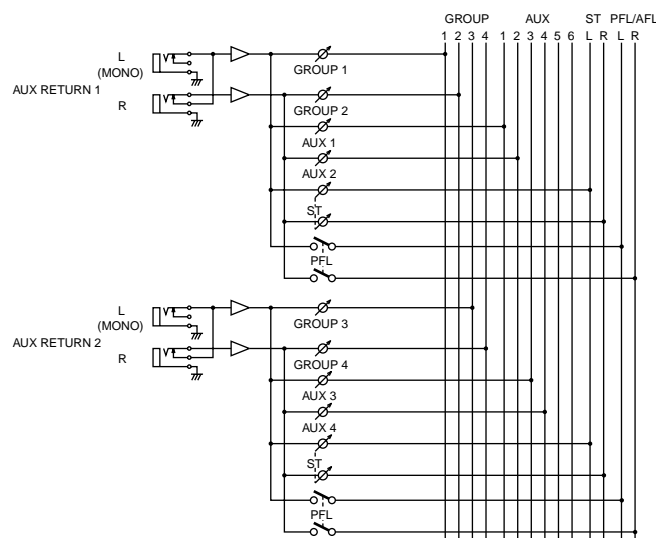 GROUP AUX ST PFL/AFL
1 2 3 4 1 2 3 4 5 6 L R L R
L
(MONO)
GROUP 1
AUX RETURN 1
R
GROUP 2
AUX 1
AUX 2
ST
PFL
L
(MONO)
GROUP 3
AUX RETURN 2
R
GROUP 4
AUX 3
AUX 4
ST
PFL